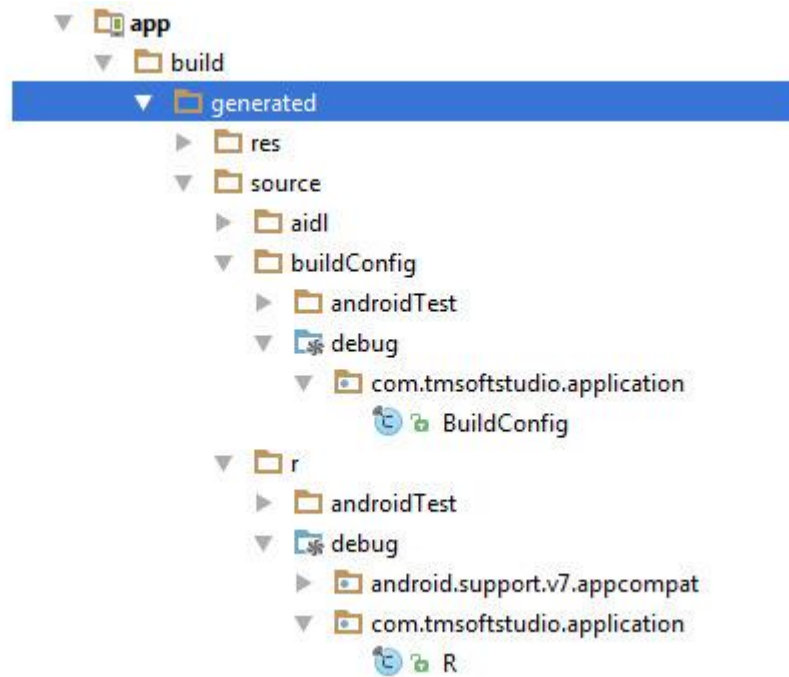 app
build
generated
res
source
aidl
buildConfig
androidTest
debug
com.tmsoftstudio.application
BuildConfig
r
androidTest
debug
android.support.v7.appcompat
com.tmsoftstudio.application
R